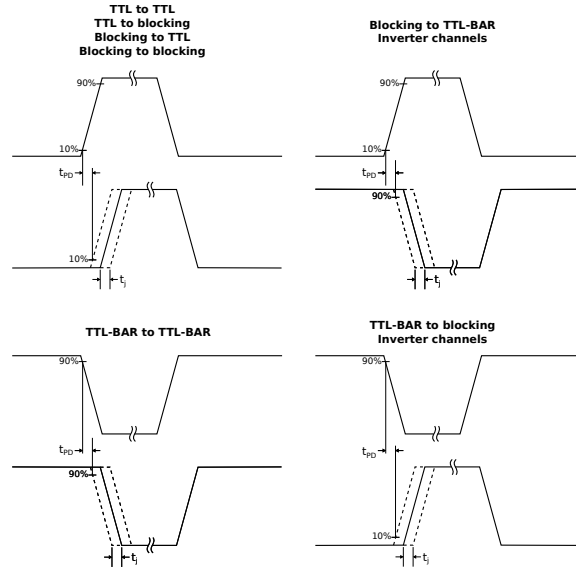 TTL to TTL
TTL to blocking
Blocking to TTL
Blocking to blocking
90%
10%
tPD
10%
tj
Blocking to TTL-BAR
Inverter channels
90%
10%
tPD
90%
tj
TTL-BAR to TTL-BAR
90%
tPD
90%
tj
TTL-BAR to blocking
Inverter channels
90%
tPD
10%
tj